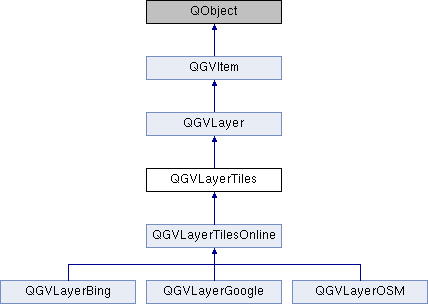 QObject
QGVItem
QGVLayer
QGVLayerTiles
QGVLayerTilesOnline
QGVLayerBing
QGVLayerGoogle
QGVLayerOSM